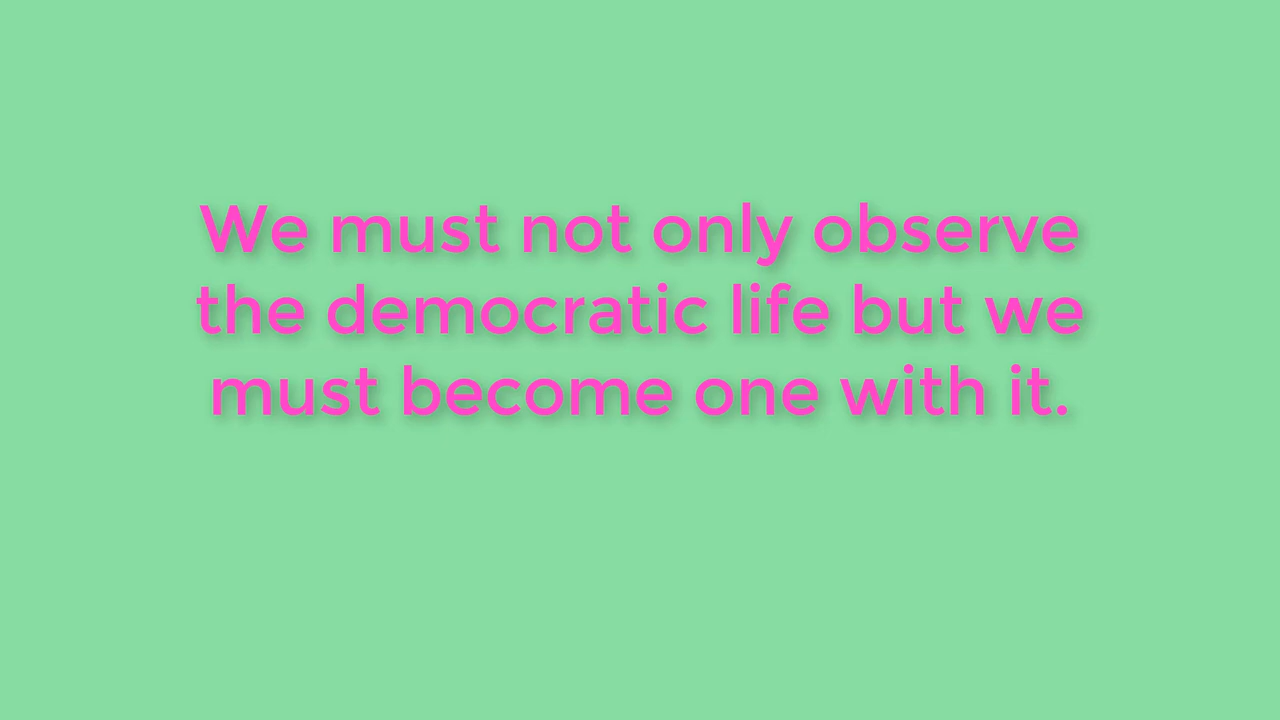 We must not only observe
the democratic life but we
must become one with it.